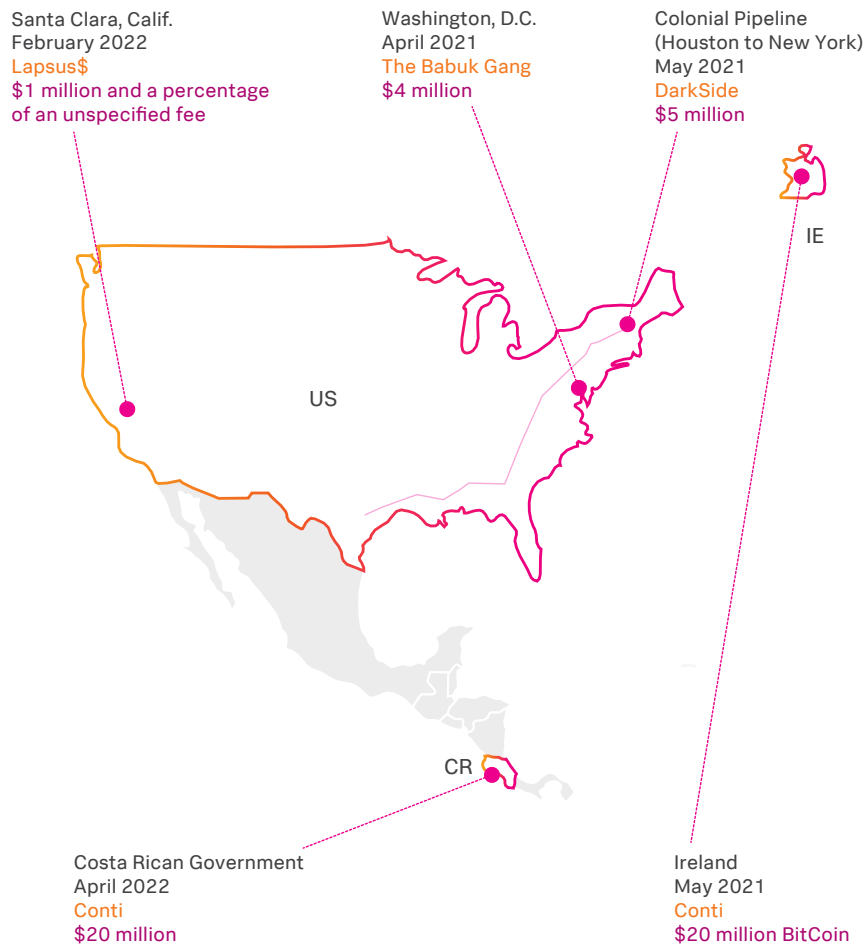 Santa Clara, Calif.
February 2022
Lapsus$
$1 million and a percentage
of an unspecified fee
Washington, D.C.
April 2021
The Babuk Gang
$4 million
Colonial Pipeline
(Houston to New York)
May 2021
DarkSide
$5 million
IE
US
CR
Costa Rican Government
April 2022
Conti
$20 million
Ireland
May 2021
Conti
$20 million BitCoin